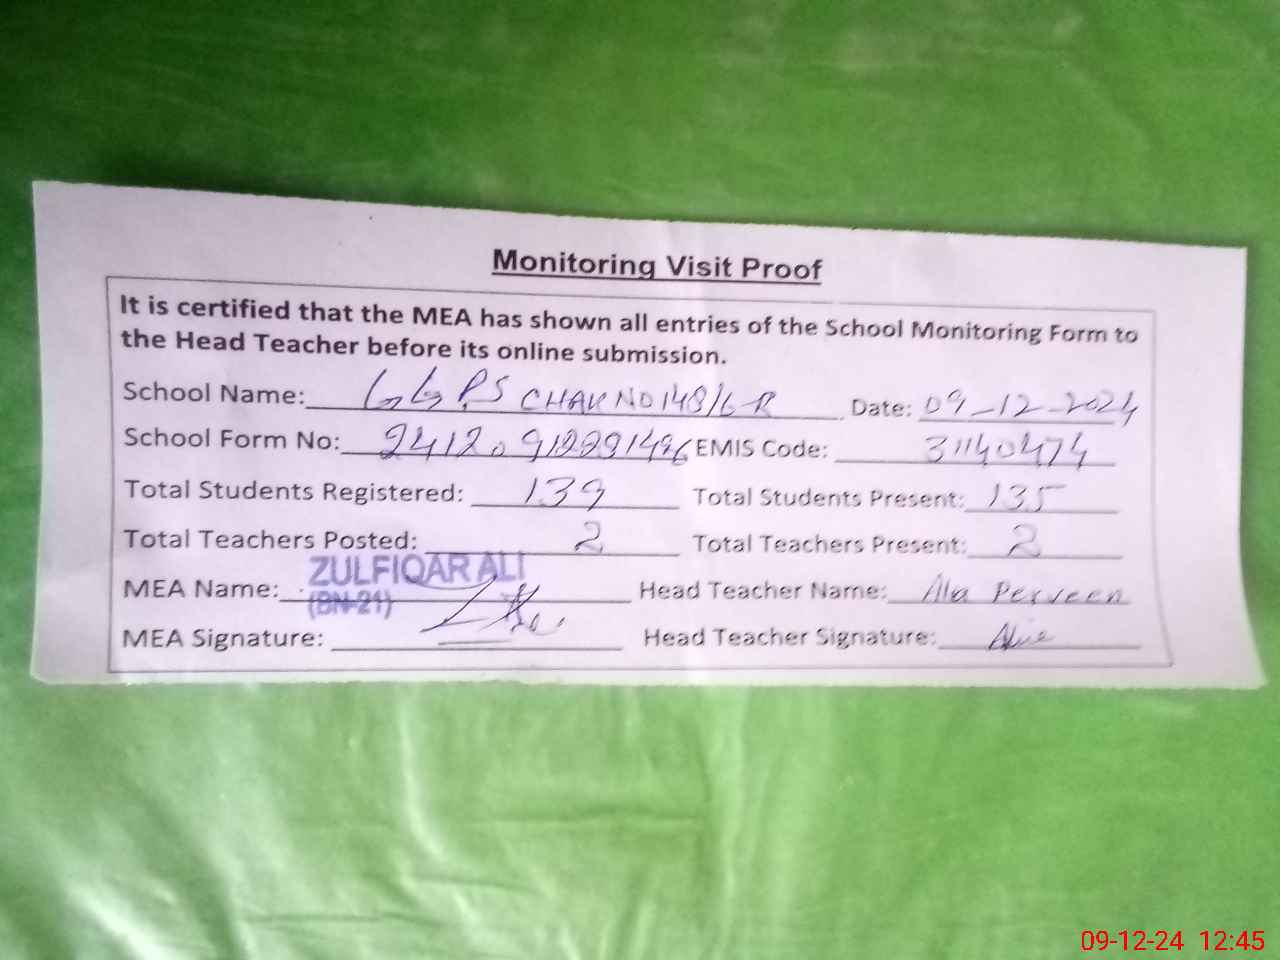 Monitoring Visit Proof
It is certified that the MEA has shown all entries of the School Monitoring Form to
the Head Teacher before its online submission.
School Name: GGPS CHAK NO 148/6-R Date: 09-12-2024
School Form No: EMIS Code: 31140474
Total Students Registered: 139 Total Students Present: 135
Total Teachers Posted: 2 Total Teachers Present: 2
MEA Name: ZULFIQAR ALI Head Teacher Name: Perveen
(BN-21)
MEA Signature: Head Teacher Signature:
09-12-24 12:45